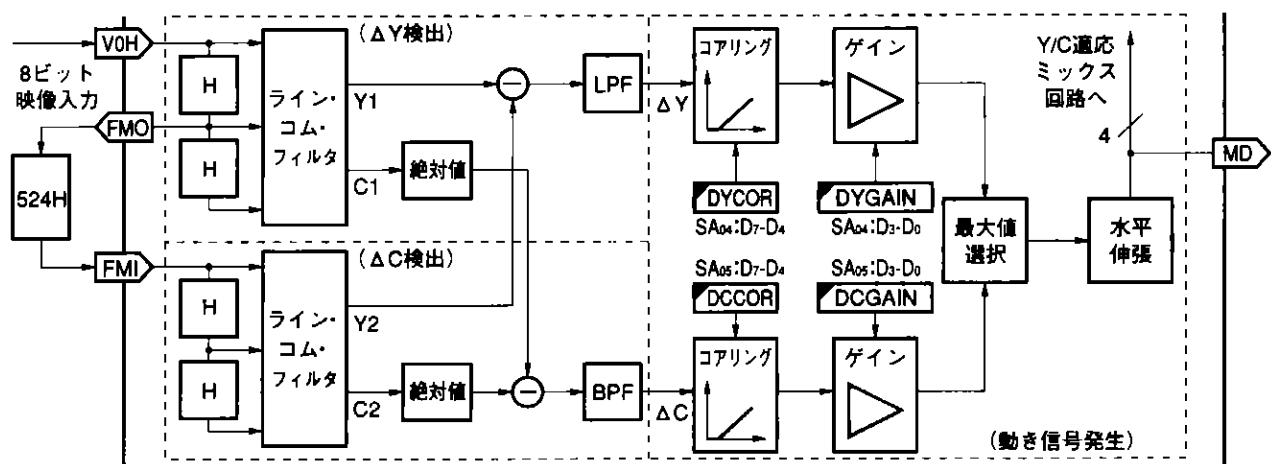 V0H
8ビット
映像入力
FMO
524H
FMI
H
H
ライン・
コム・
フィルタ
(ΔY検出)
Y1
C1
絶対値
LPF
ΔY
H
H
ライン・
コム・
フィルタ
(ΔC検出)
Y2
C2
絶対値
BPF
ΔC
コアリング
ゲイン
DYCOR
SA04:D7-D4
DYGAIN
SA04:D3-D0
SA05:D7-D4
DCCOR
SA05:D3-D0
DCGAIN
コアリング
ゲイン
最大値
選択
水平
伸張
Y/C適応
ミックス
回路へ
4
MD
(動き信号発生)